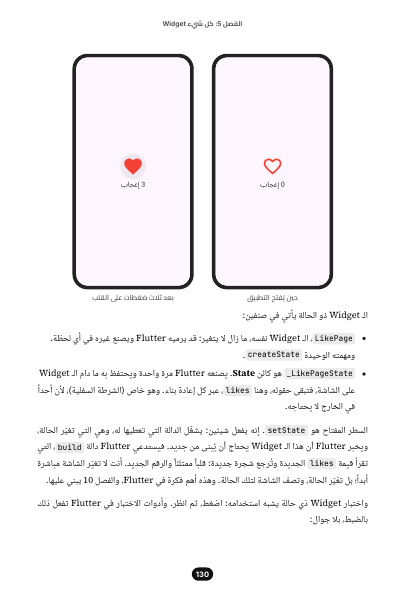 الفصل 5: كل شيء Widget
0 إعجاب
3 إعجاب
حين يُفتح التطبيق
بعد ثلاث ضغطات على القلب
الـ Widget ذو الحالة يأتي في صنفين:
• LikePage، الـ Widget نفسه، ما زال لا يتغير: قد يرميه Flutter ويصنع غيره في أي لحظة.
ومهمته الوحيدة createState.
• _LikePageState هو كائن State. يصنعه Flutter مرة واحدة ويحتفظ به ما دام الـ Widget
على الشاشة، فتبقى حقوله، وهنا likes، عبر كل إعادة بناء. وهو خاص (الشرطة السفلية)، لأن أحداً
في الخارج لا يحتاجه.
السطر المفتاح هو setState. إنه يفعل شيئين: يشغّل الدالة التي تعطيها له، وهي التي تغيّر الحالة،
ويخبر Flutter أن هذا الـ Widget يحتاج أن يُبنى من جديد. فيستدعي Flutter دالة build، التي
تقرأ قيمة likes الجديدة وتُرجع شجرة جديدة: قلباً ممتلئاً والرقم الجديد. أنت لا تغيّر الشاشة مباشرة
أبداً؛ بل تغيّر الحالة، وتصف الشاشة لتلك الحالة. وهذه أهم فكرة في Flutter، والفصل 10 يبني عليها.
واختبار Widget ذي حالة يشبه استخدامه: اضغط، ثم انظر. وأدوات الاختبار في Flutter تفعل ذلك
بالضبط، بلا جوال:
130